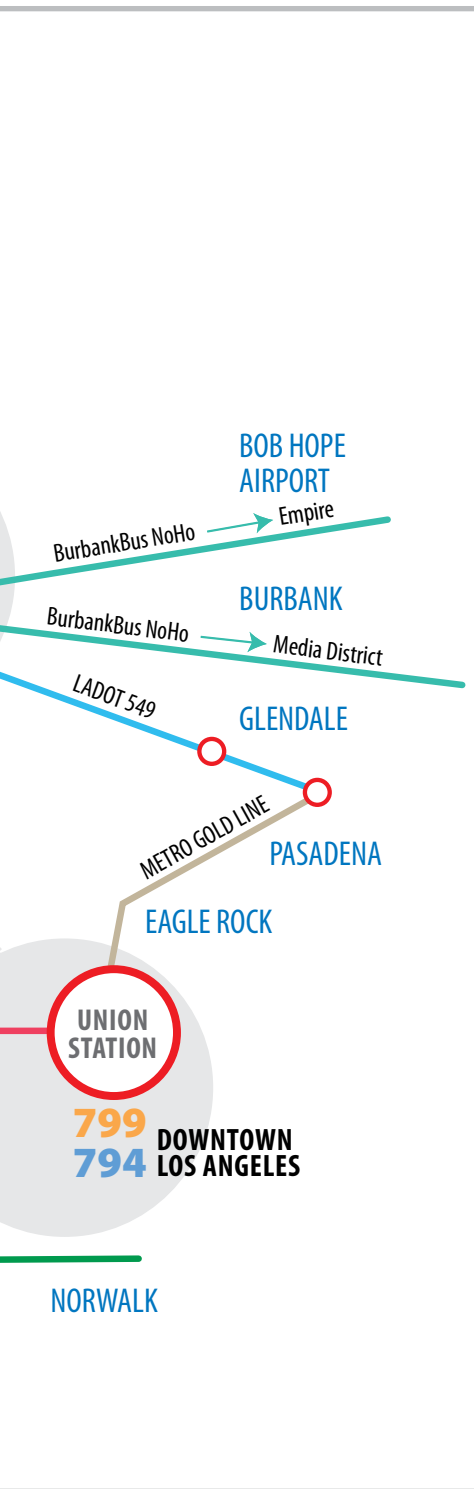 BOB HOPE
AIRPORT
BurbankBus NoHo
Empire
BURBANK
BurbankBus NoHo
Media District
LADOT 549
GLENDALE
METRO GOLD LINE
PASADENA
EAGLE ROCK
UNION
STATION
799
794
DOWNTOWN
LOS ANGELES
NORWALK